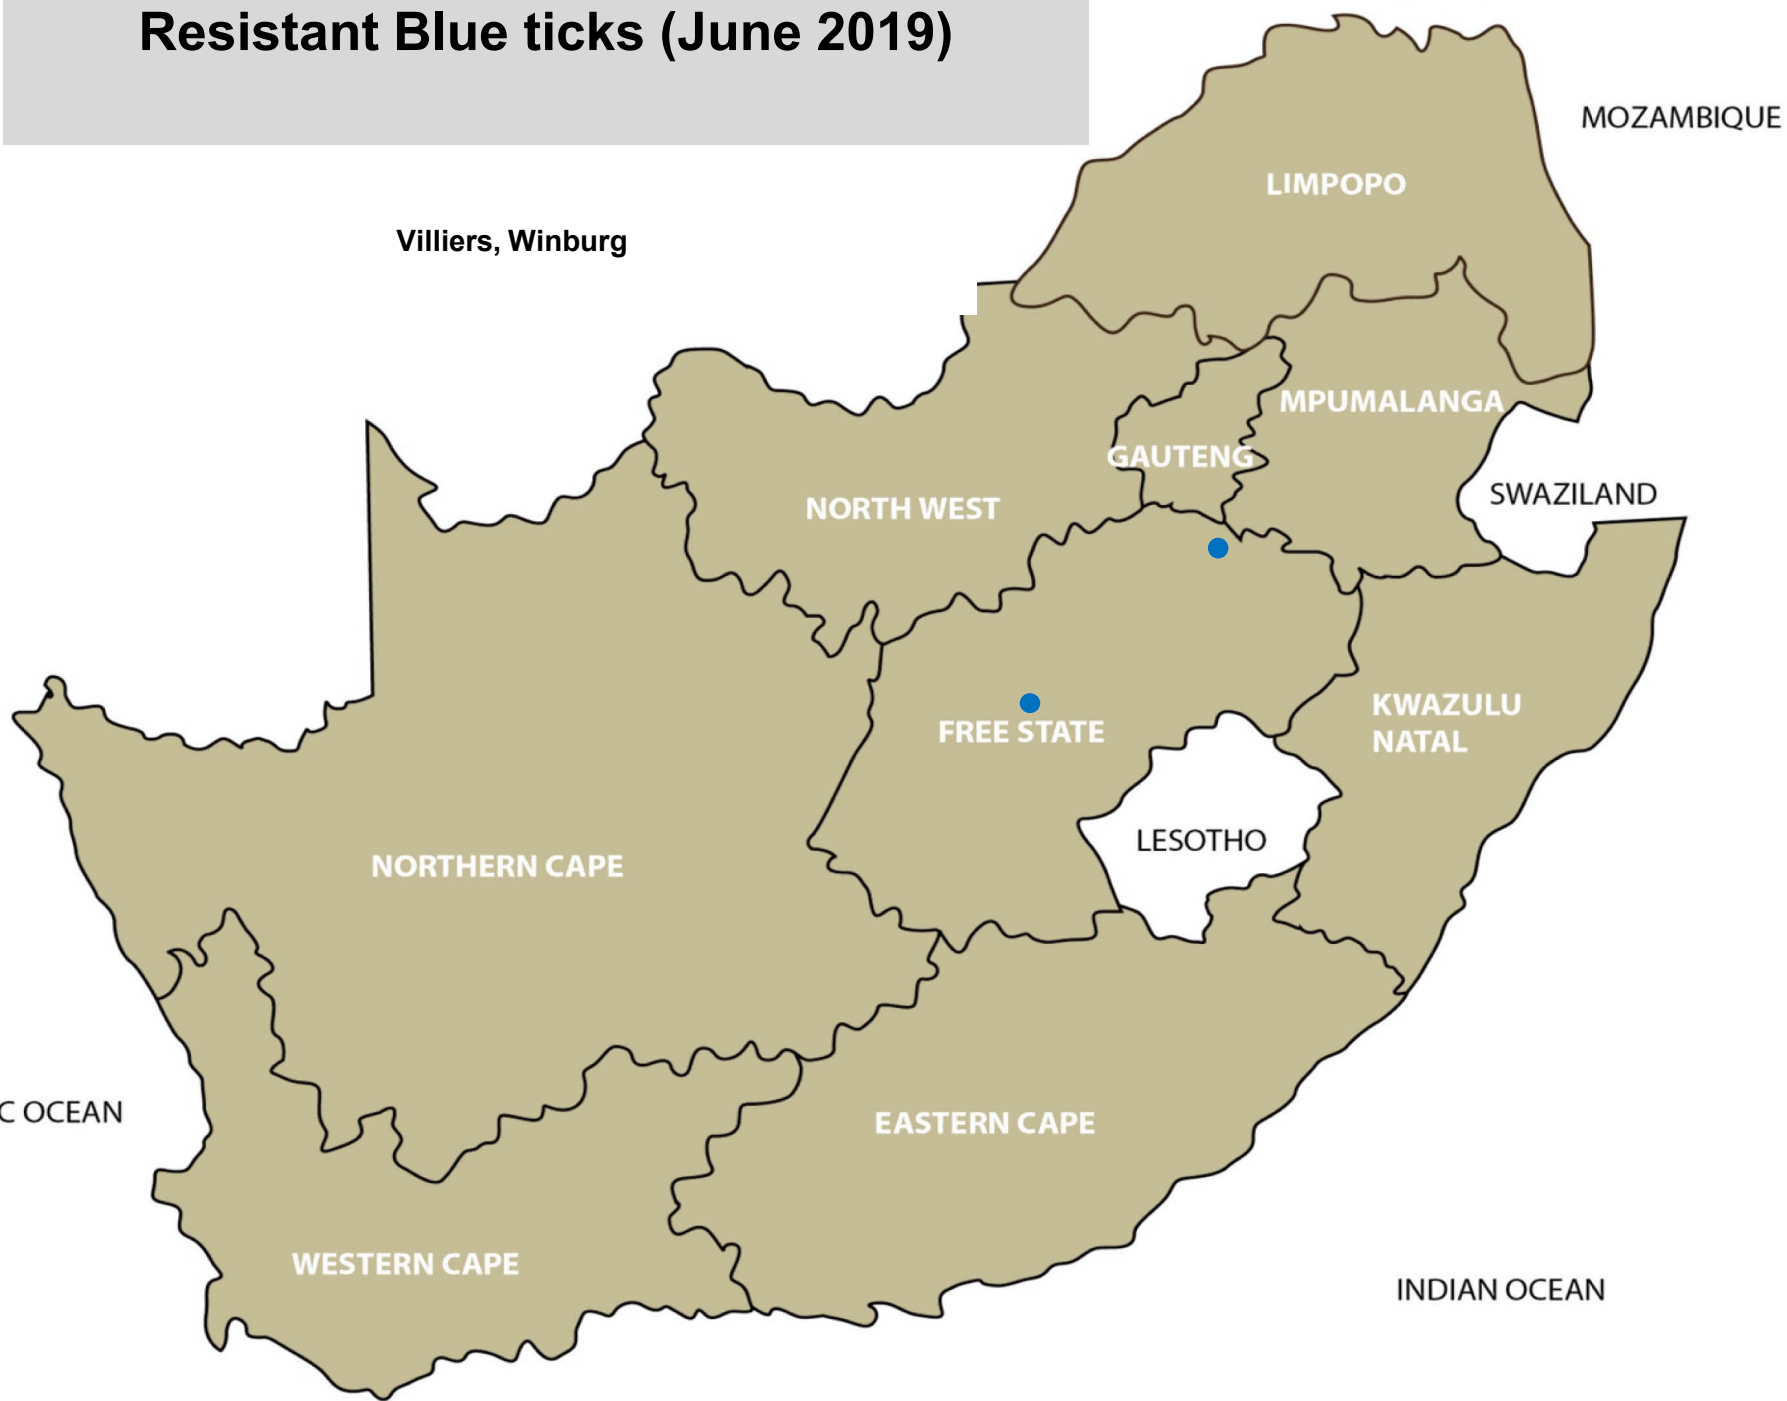 Resistant Blue ticks (June 2019)
MOZAMBIQUE
LIMPOPO
Villiers, Winburg
MPUMALANGA
GAUTENG
SWAZILAND
NORTH WEST
KWAZULU
NATAL
FREE STATE
LESOTHO
NORTHERN CAPE
C OCEAN
EASTERN CAPE
WESTERN CAPE
INDIAN OCEAN